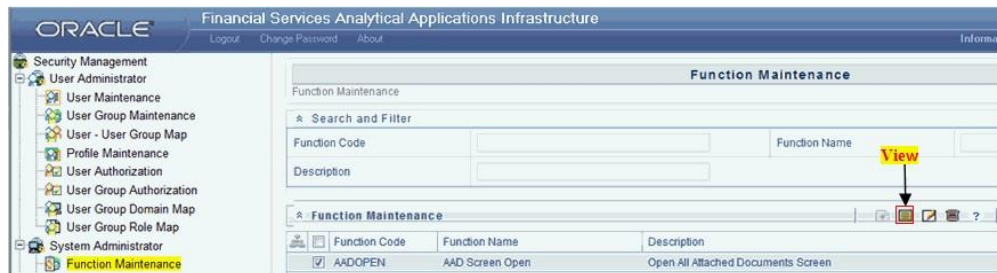 ORACLE
Financial Services Analytical Applications Infrastructure
Logout Change Password About
Security Management
User Administrator
User Maintenance
User Group Maintenance
User - User Group Map
Profile Maintenance
User Authorization
User Group Authorization
User Group Domain Map
User Group Role Map
System Administrator
Function Maintenance
Function Maintenance
Function Maintenance
Search and Filter
Function Code Function Name
View
Description
Function Maintenance ?
Function Code Function Name Description
AADOPEN AAD Screen Open Open All Attached Documents Screen